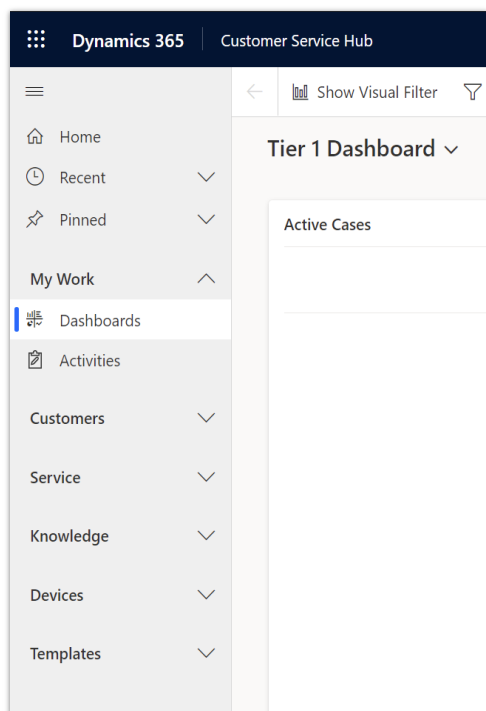 Dynamics 365 Customer Service Hub
Show Visual Filter
Home
Recent
Pinned
My Work
Dashboards
Activities
Customers
Service
Knowledge
Devices
Templates
Tier 1 Dashboard
Active Cases